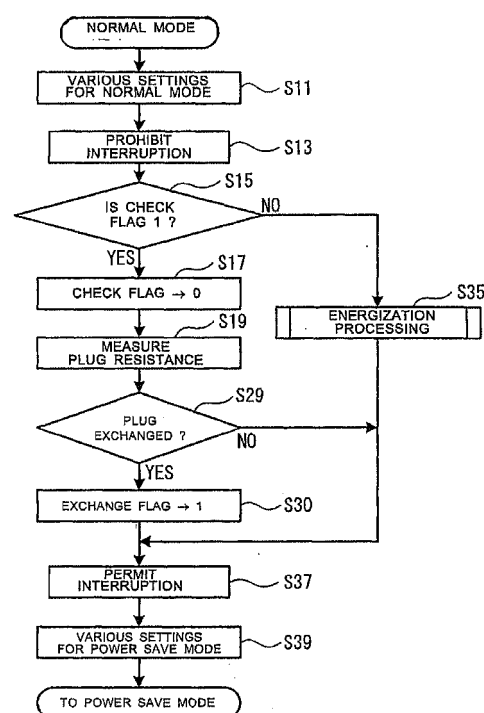 NORMAL MODE
VARIOUS SETTINGS
FOR NORMAL MODE
S11
PROHIBIT
INTERRUPTION
S13
S15
IS CHECK
FLAG 1 ?
NO
YES
S17
CHECK FLAG → 0
S35
ENERGIZATION
PROCESSING
S19
MEASURE
PLUG RESISTANCE
S29
PLUG
EXCHANGED ?
NO
YES
EXCHANGE FLAG → 1
S30
PERMIT
INTERRUPTION
S37
VARIOUS SETTINGS
FOR POWER SAVE MODE
S39
TO POWER SAVE MODE